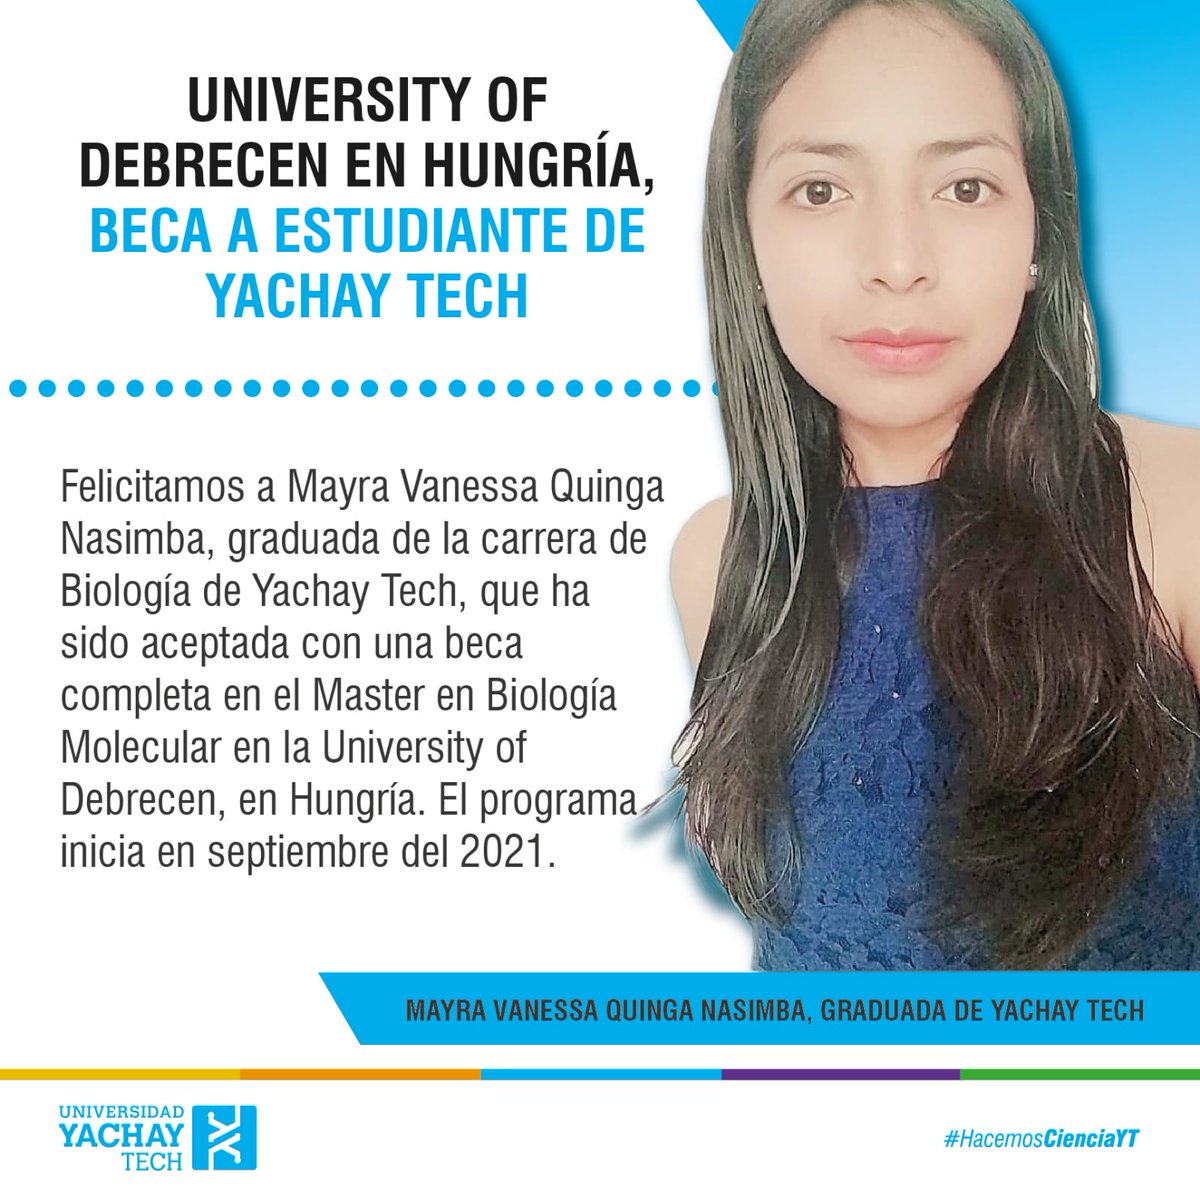 UNIVERSITY OF
DEBRECEN EN HUNGRÍA,
BECA A ESTUDIANTE DE
YACHAY TECH
Felicitamos a Mayra Vanessa Quinga
Nasimba, graduada de la carrera de
Biología de Yachay Tech, que ha
sido aceptada con una beca
completa en el Master en Biología
Molecular en la University of
Debrecen, en Hungría. El programa
inicia en septiembre del 2021.
MAYRA VANESSA QUINGA NASIMBA, GRADUADA DE YACHAY TECH
UNIVERSIDAD
YACHAY
TECH
#HacemosCienciaYT